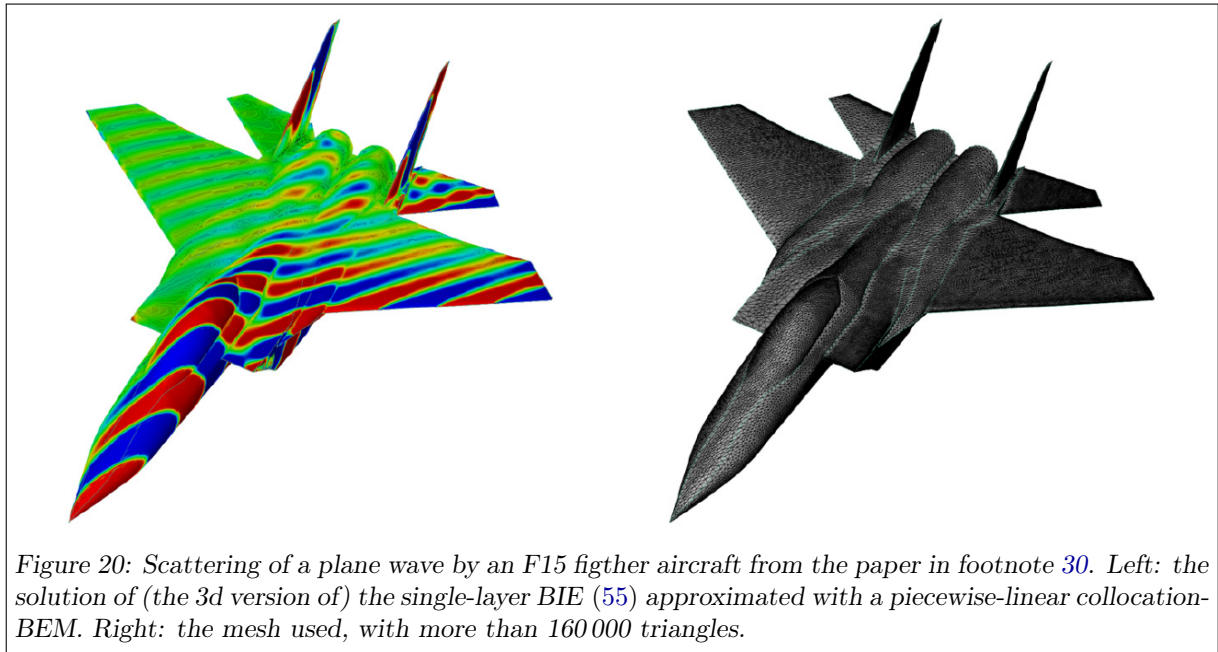 Figure 20: Scattering of a plane wave by an F15 figther aircraft from the paper in footnote 30. Left: the
solution of (the 3d version of) the single-layer BIE (55) approximated with a piecewise-linear collocation-
BEM. Right: the mesh used, with more than 160 000 triangles.